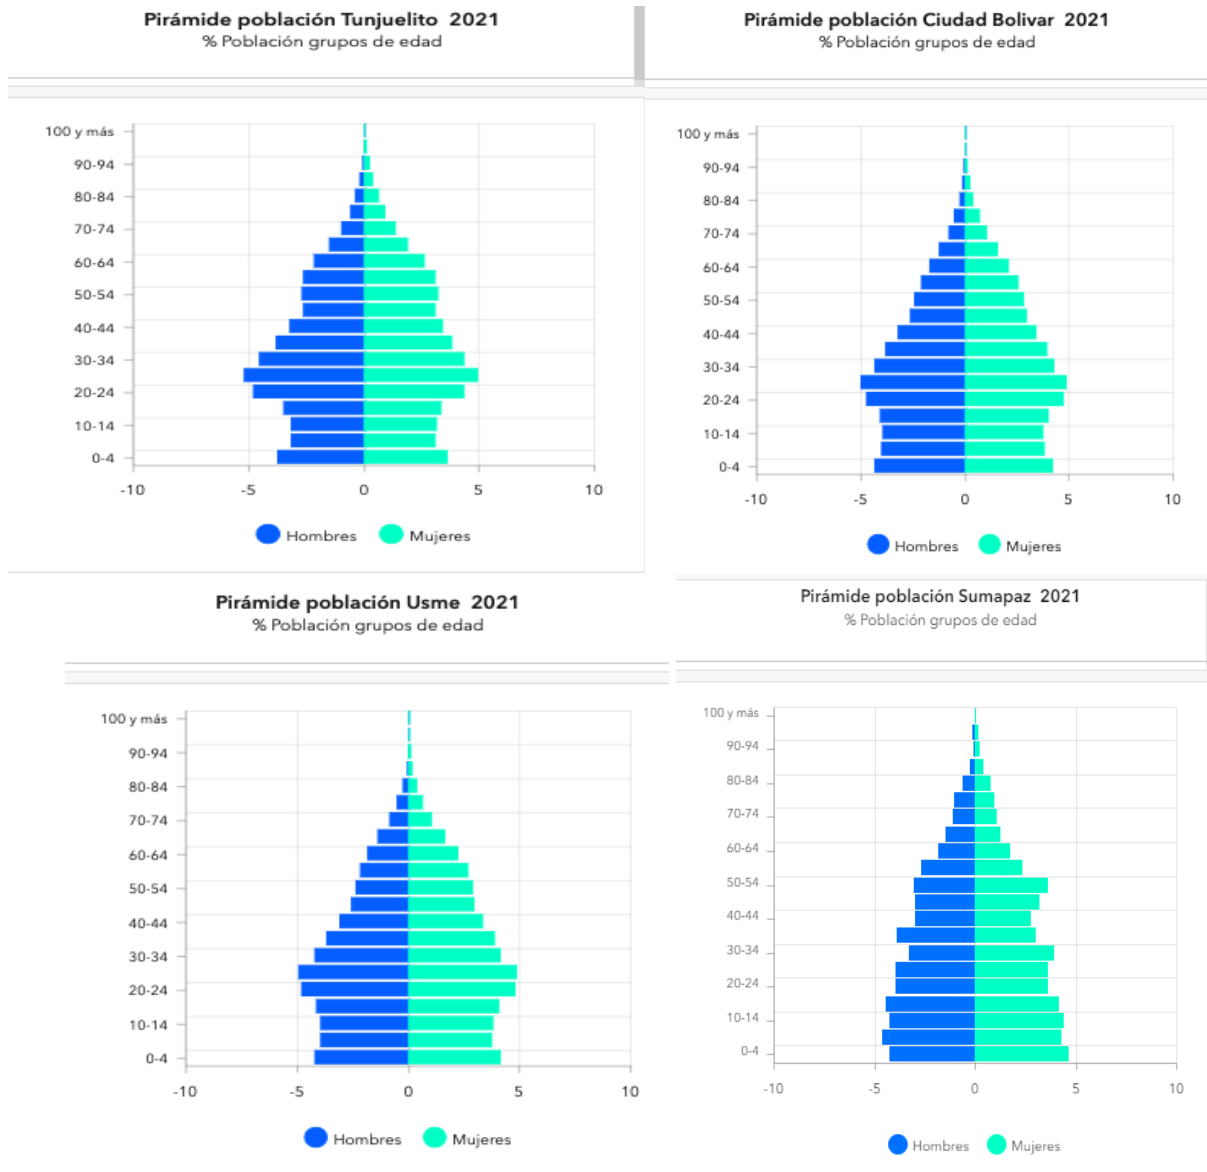 Pirámide población Tunjuelito 2021
% Población grupos de edad
100 y más
90-94
80-84
70-74
60-64
50-54
40-44
30-34
20-24
10-14
0-4
-10 -5 0 5 10
Hombres Mujeres
Pirámide población Ciudad Bolivar 2021
% Población grupos de edad
100 y más
90-94
80-84
70-74
60-64
50-54
40-44
30-34
20-24
10-14
0-4
-10 -5 0 5 10
Hombres Mujeres
Pirámide población Usme 2021
% Población grupos de edad
100 y más
90-94
80-84
70-74
60-64
50-54
40-44
30-34
20-24
10-14
0-4
-10 -5 0 5 10
Hombres Mujeres
Pirámide población Sumapaz 2021
% Población grupos de edad
100 y más
90-94
80-84
70-74
60-64
50-54
40-44
30-34
20-24
10-14
0-4
-10 -5 0 5 10
Hombres Mujeres